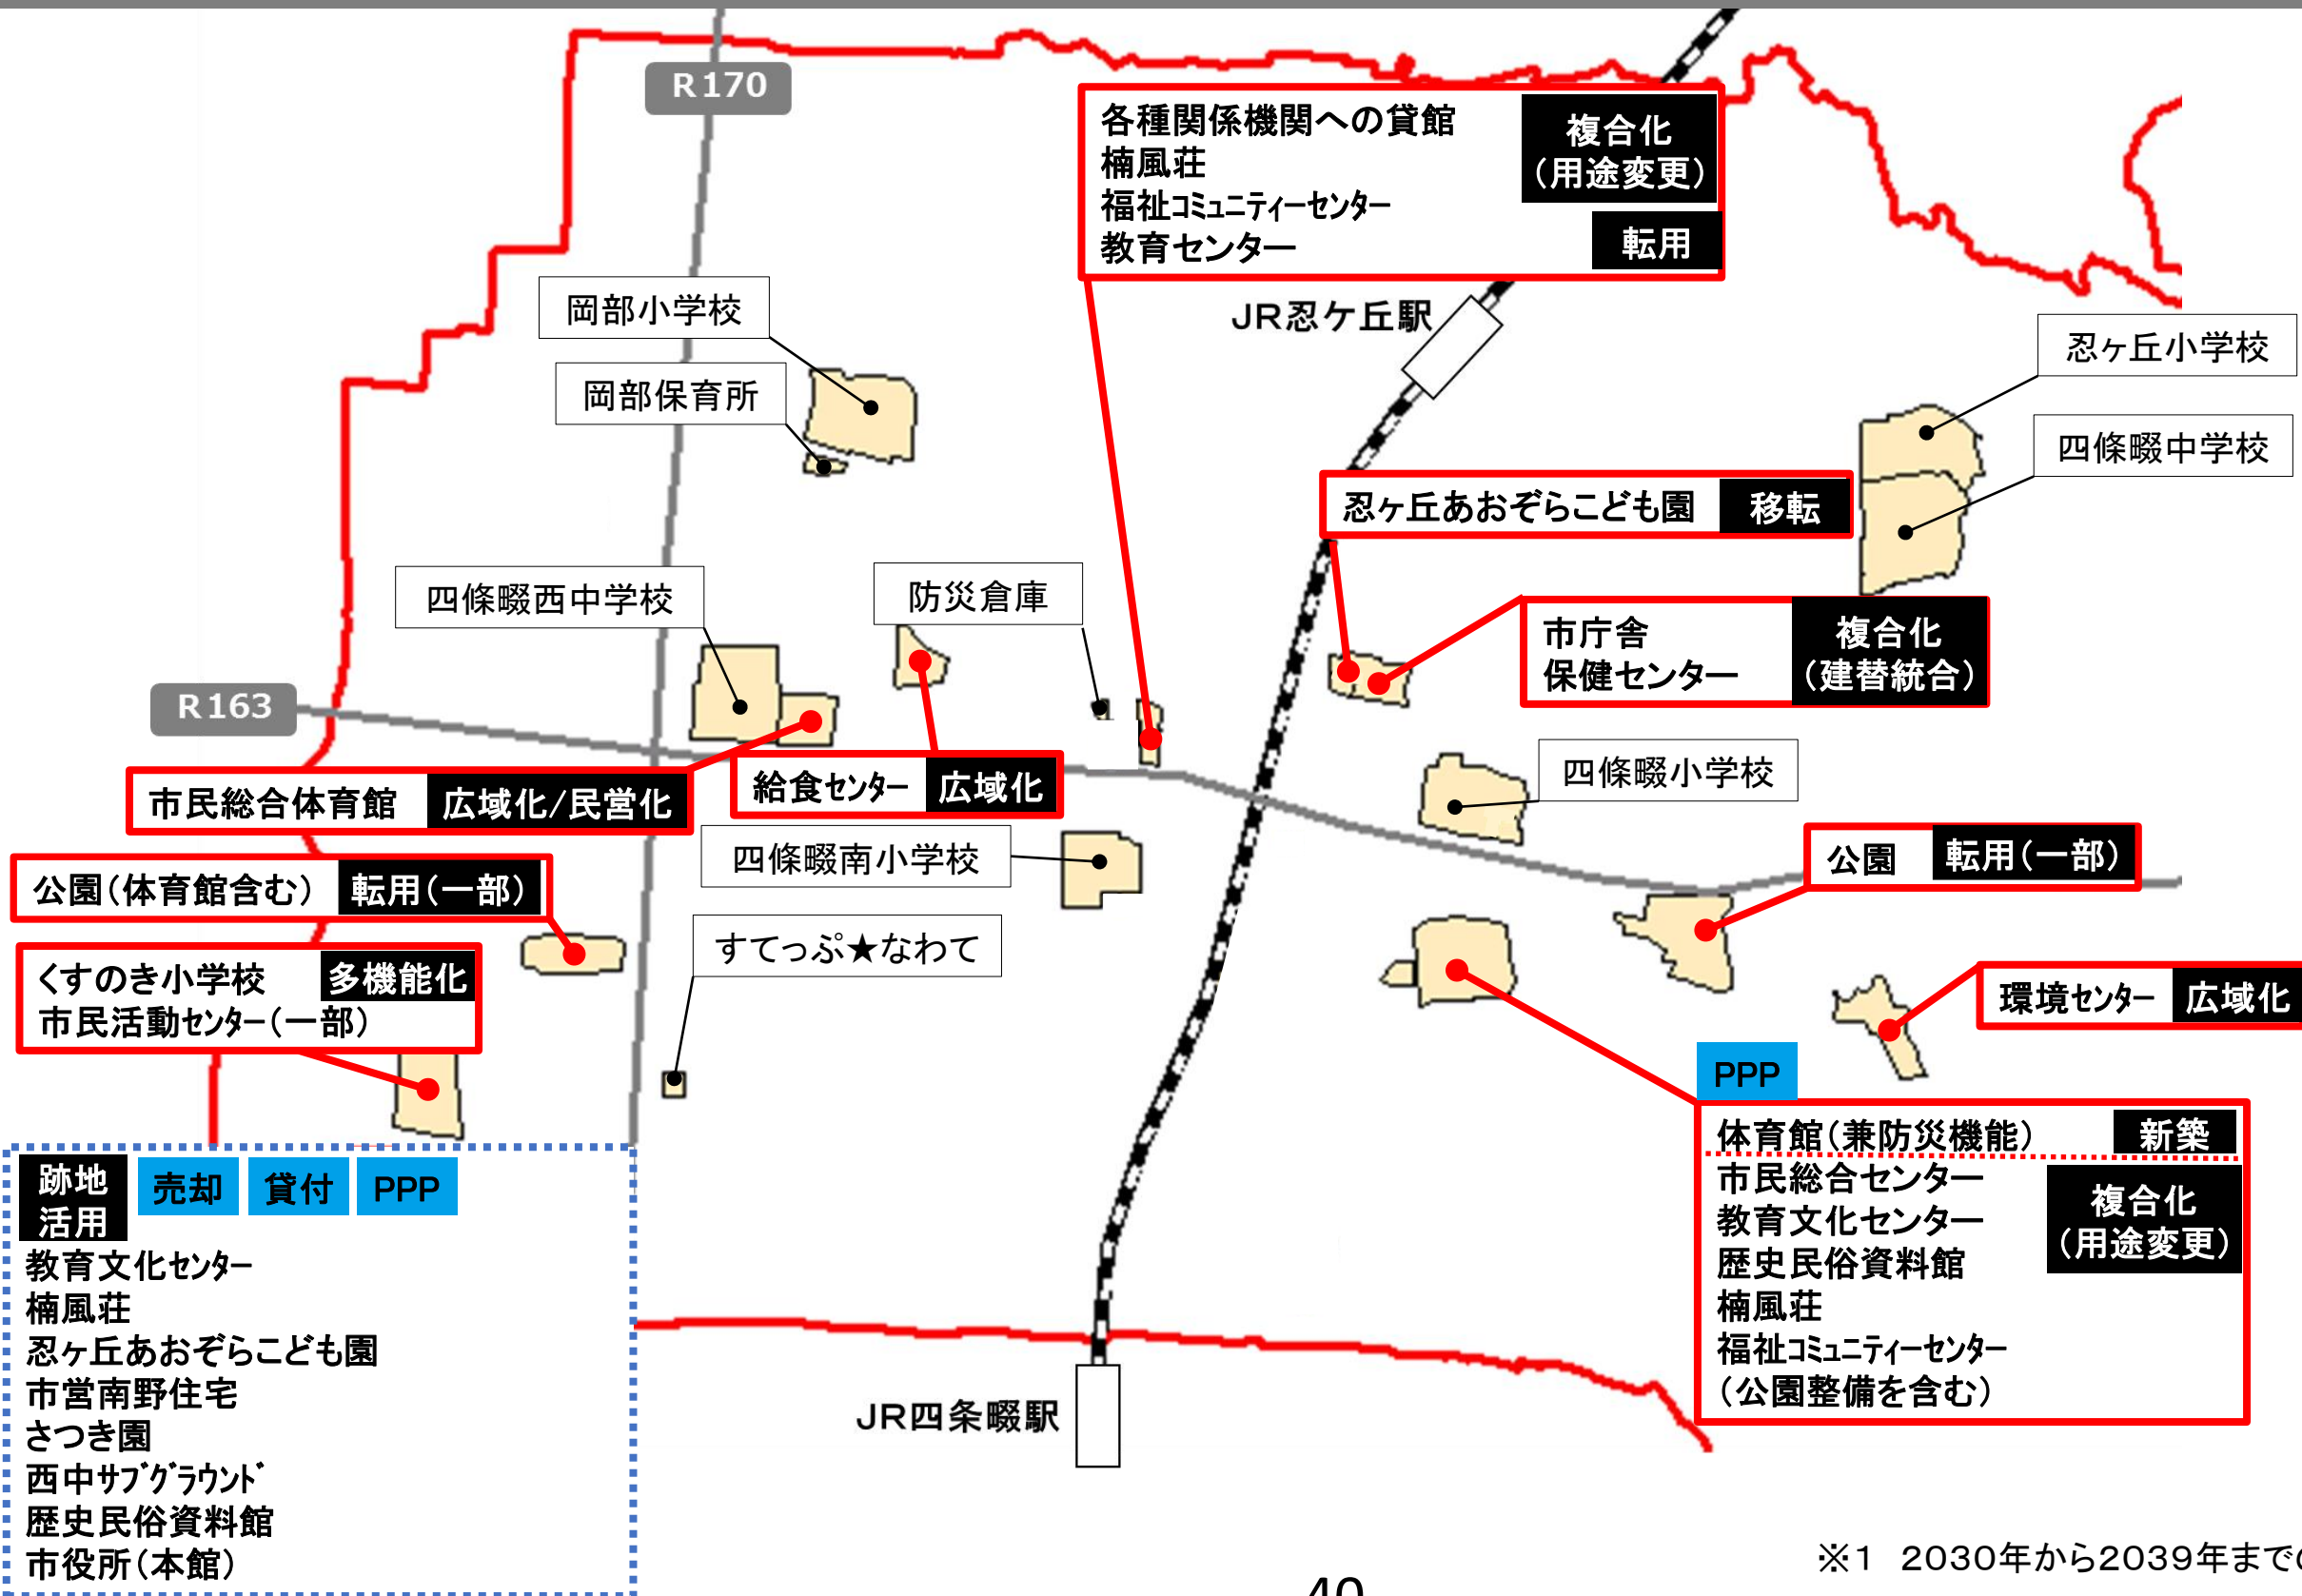 R170
各種関係機関への貸館
楠風荘
福祉コミュニティーセンター
教育センター
複合化
（用途変更）
転用
JR忍ケ丘駅
岡部小学校
岡部保育所
忍ヶ丘小学校
四條畷中学校
忍ヶ丘あおぞらこども園 移転
四條畷西中学校
防災倉庫
市庁舎
保健センター
複合化
（建替統合）
R163
市民総合体育館 広域化/民営化
給食センター 広域化
四條畷小学校
四條畷南小学校
公園 転用（一部）
公園（体育館含む） 転用（一部）
すてっぷ★なわて
くすのき小学校 多機能化
市民活動センター（一部）
環境センター 広域化
PPP
体育館（兼防災機能） 新築
市民総合センター
教育文化センター
歴史民俗資料館
楠風荘
福祉コミュニティーセンター
（公園整備を含む）
複合化
（用途変更）
跡地
活用
売却 貸付 PPP
教育文化センター
楠風荘
忍ヶ丘あおぞらこども園
市営南野住宅
さつき園
西中サブグラウンド
歴史民俗資料館
市役所（本館）
JR四条畷駅
※1 2030年から2039年まで
40